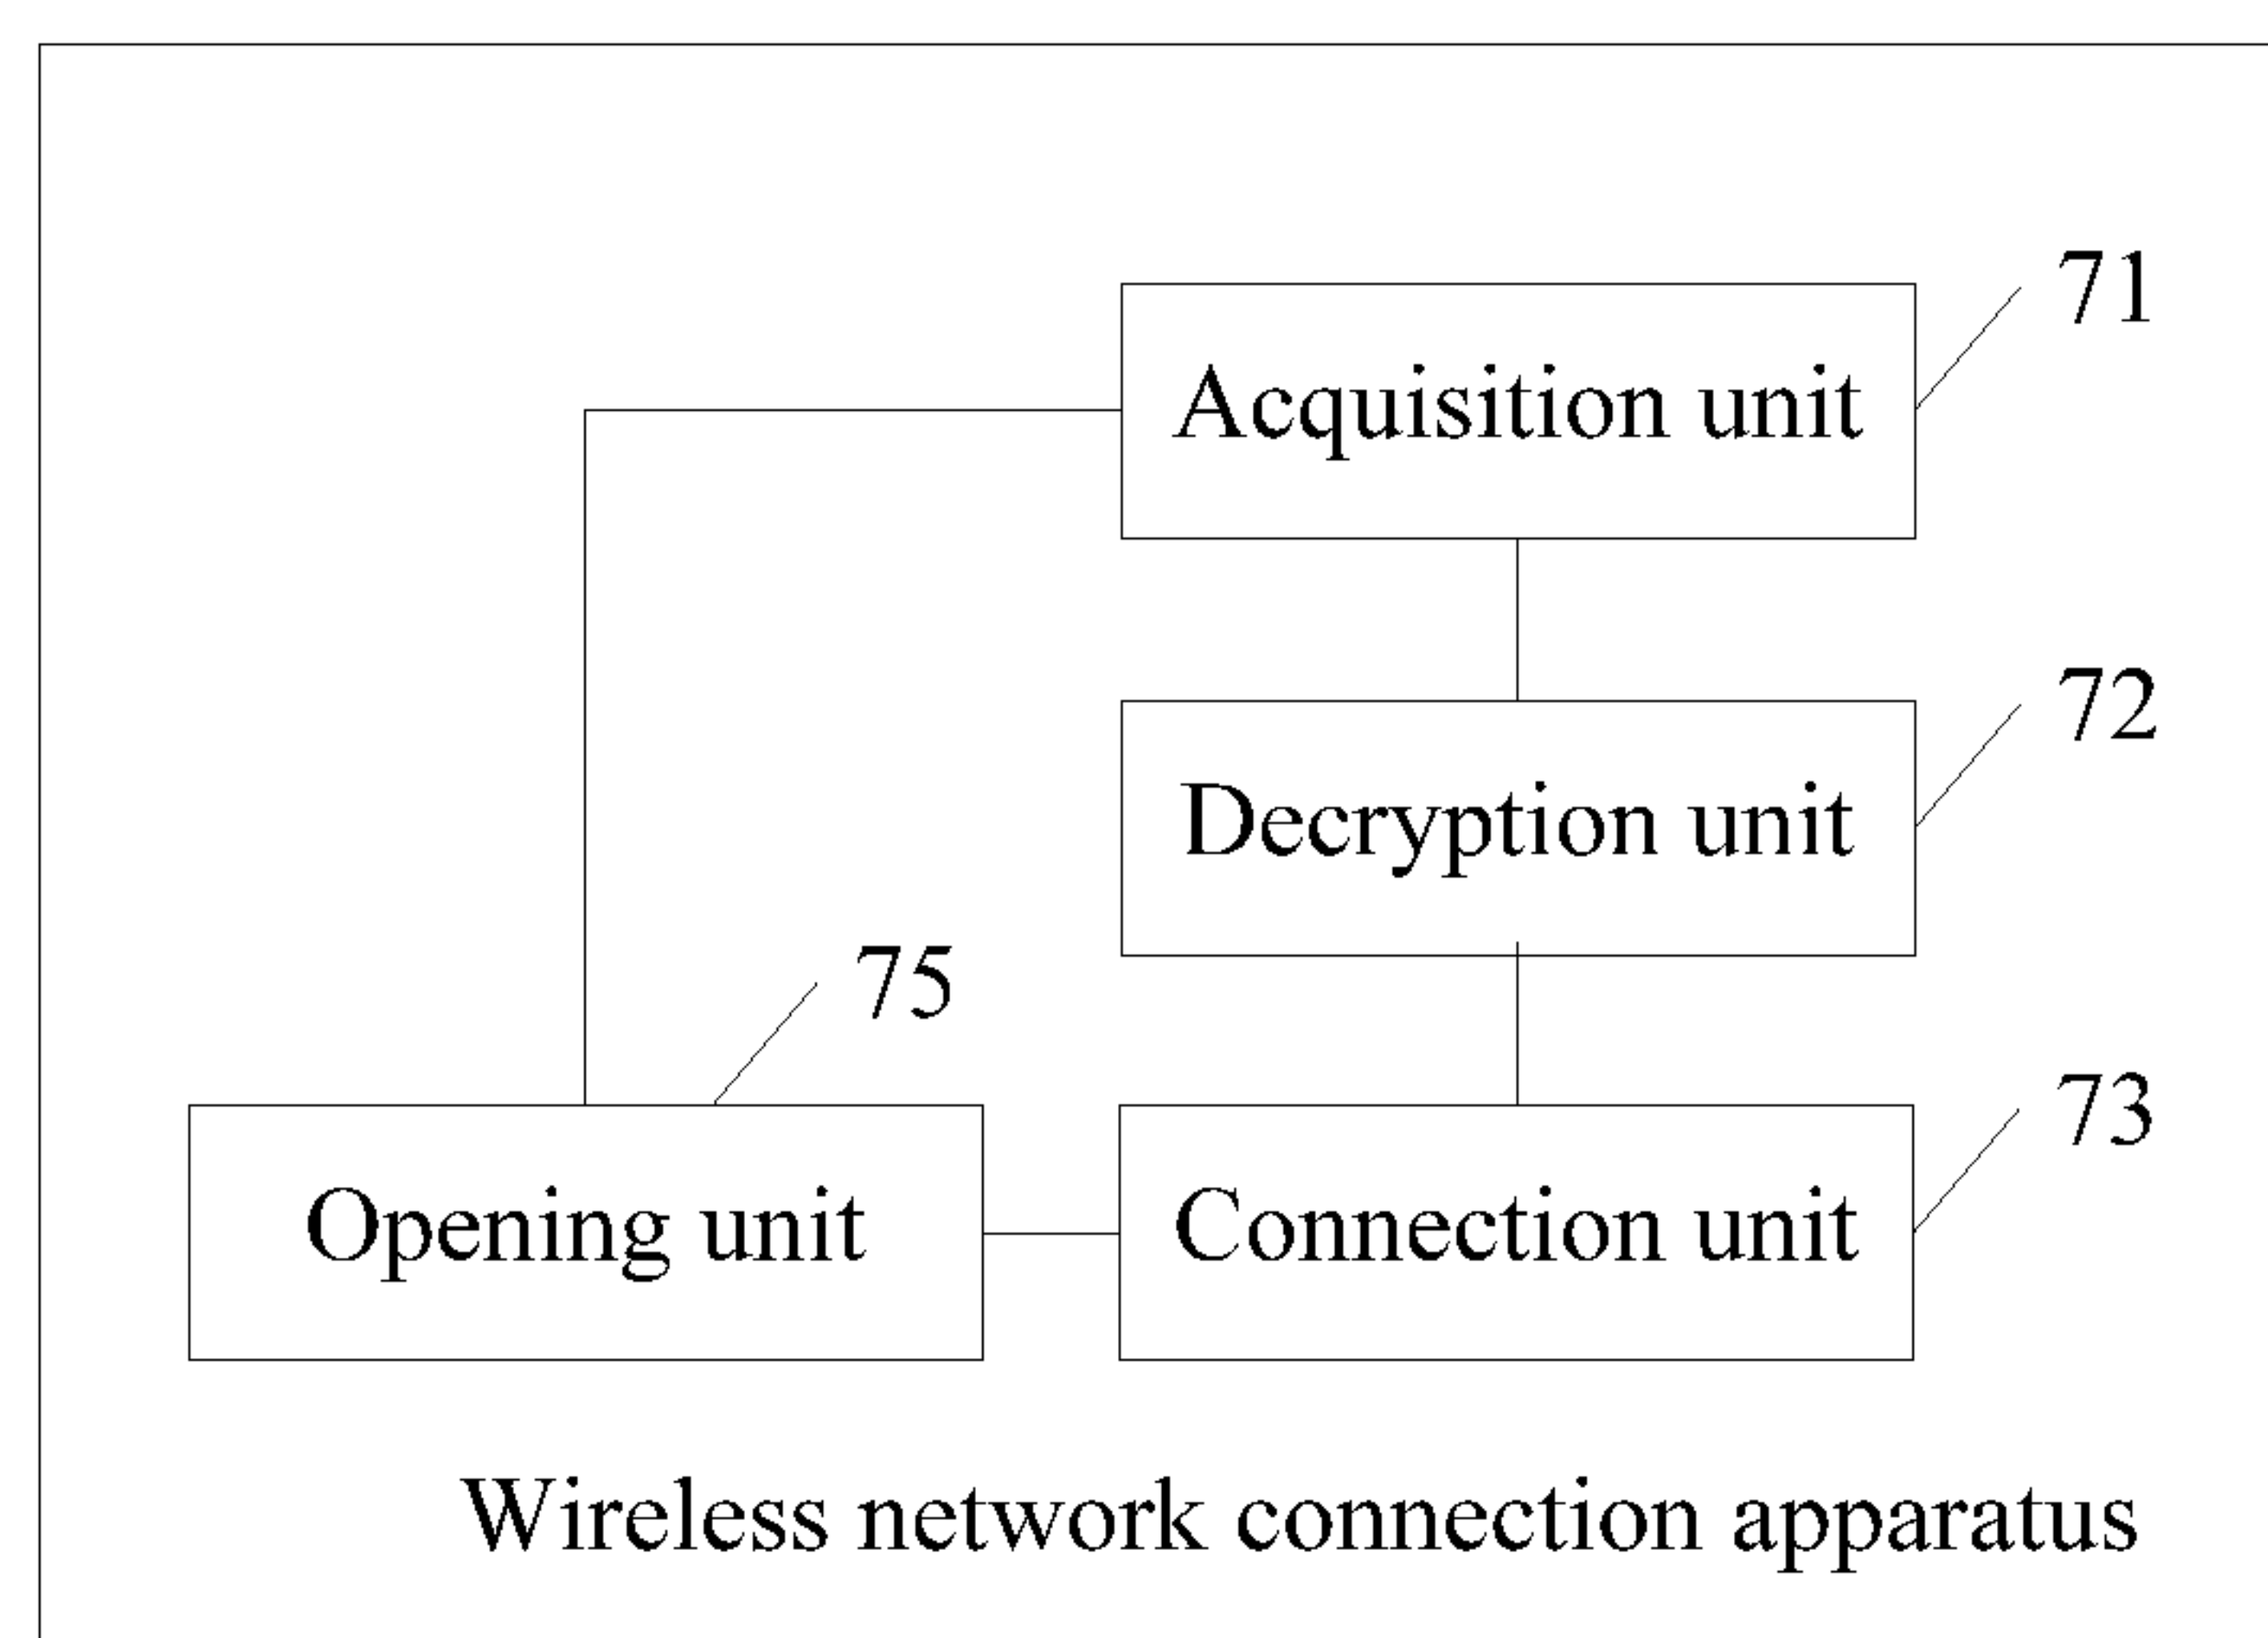 71
Acquisition unit
72
Decryption unit
75
73
Opening unit
Connection unit
Wireless network connection apparatus